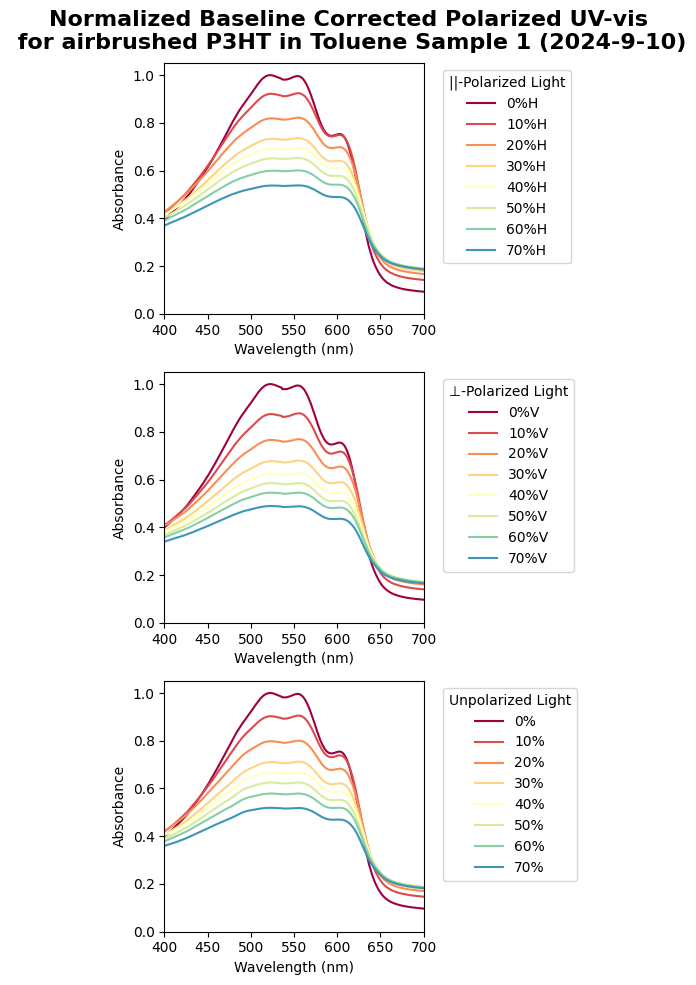 Normalized Baseline Corrected Polarized UV-vis
for airbrushed P3HT in Toluene Sample 1 (2024-9-10)
1.0
0.8
0.6
0.4
0.2
0.0
Absorbance
400 450 500 550 600 650 700
Wavelength (nm)
||-Polarized Light
0%H
10%H
20%H
30%H
40%H
50%H
60%H
70%H
1.0
0.8
0.6
0.4
0.2
0.0
Absorbance
400 450 500 550 600 650 700
Wavelength (nm)
⊥-Polarized Light
0%V
10%V
20%V
30%V
40%V
50%V
60%V
70%V
1.0
0.8
0.6
0.4
0.2
0.0
Absorbance
400 450 500 550 600 650 700
Wavelength (nm)
Unpolarized Light
0%
10%
20%
30%
40%
50%
60%
70%